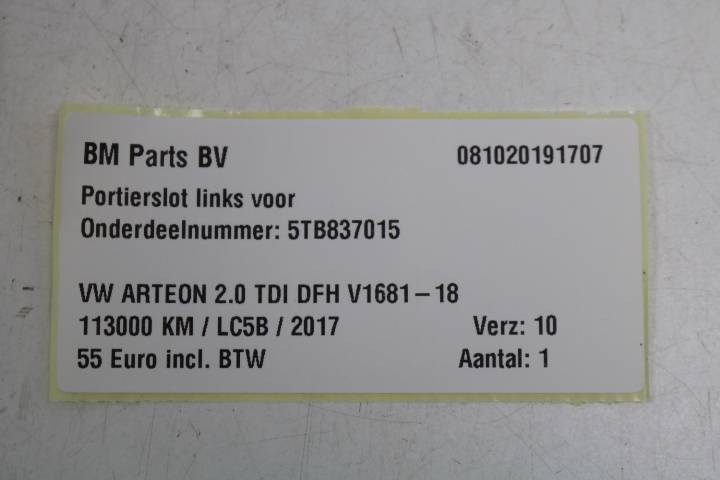 BM Parts BV 081020191707
Portierslot links voor
Onderdeelnummer: 5TB837015
VW ARTEON 2.0 TDI DFH V1681-18
113000 KM / LC5B / 2017 Verz: 10
55 Euro incl. BTW Aantal: 1